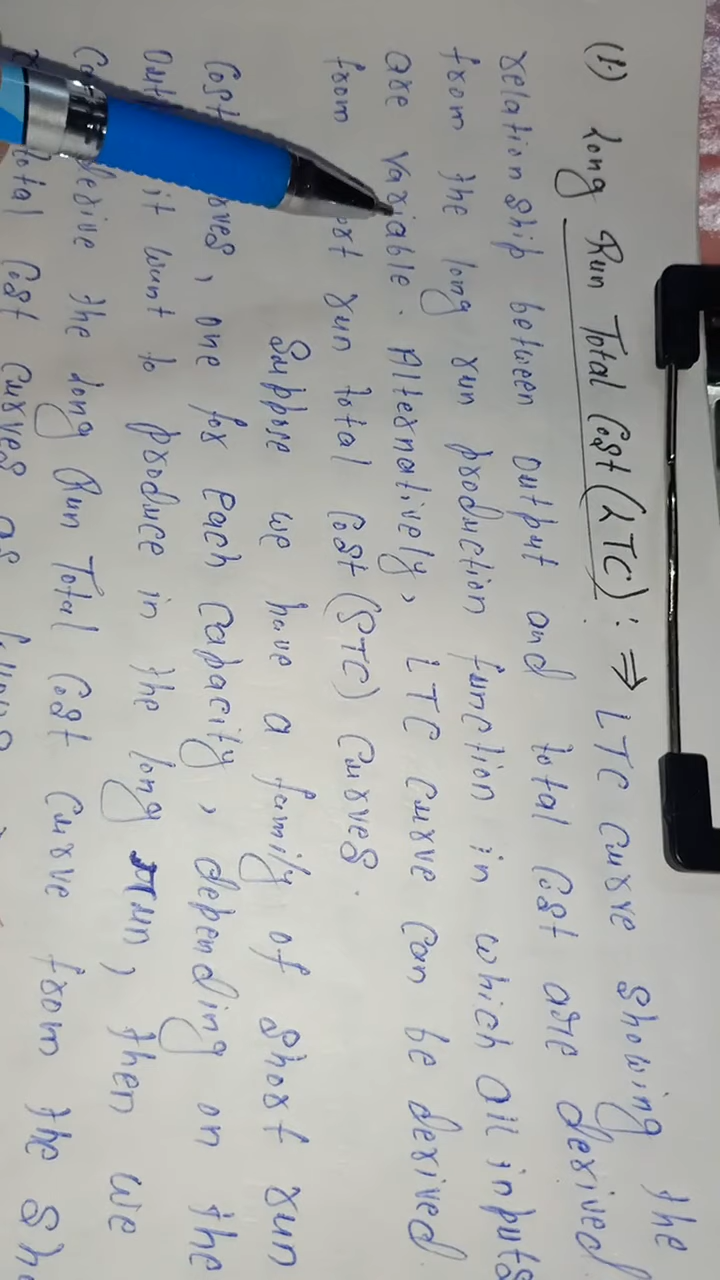 (1) Long Run Total Cost (LTC) : ⇒ LTC curve showing the
relationship between output and total cost are derived
from the long run production function in which all inputs
are variable. Alternatively, LTC curve can be derived
from run total cost (STC) curves.
Suppose we have a family of short run
cost , one for each capacity, depending on the
it want to produce in the long run, then we
the Long Run Total Cost curve from the
total cost curves as